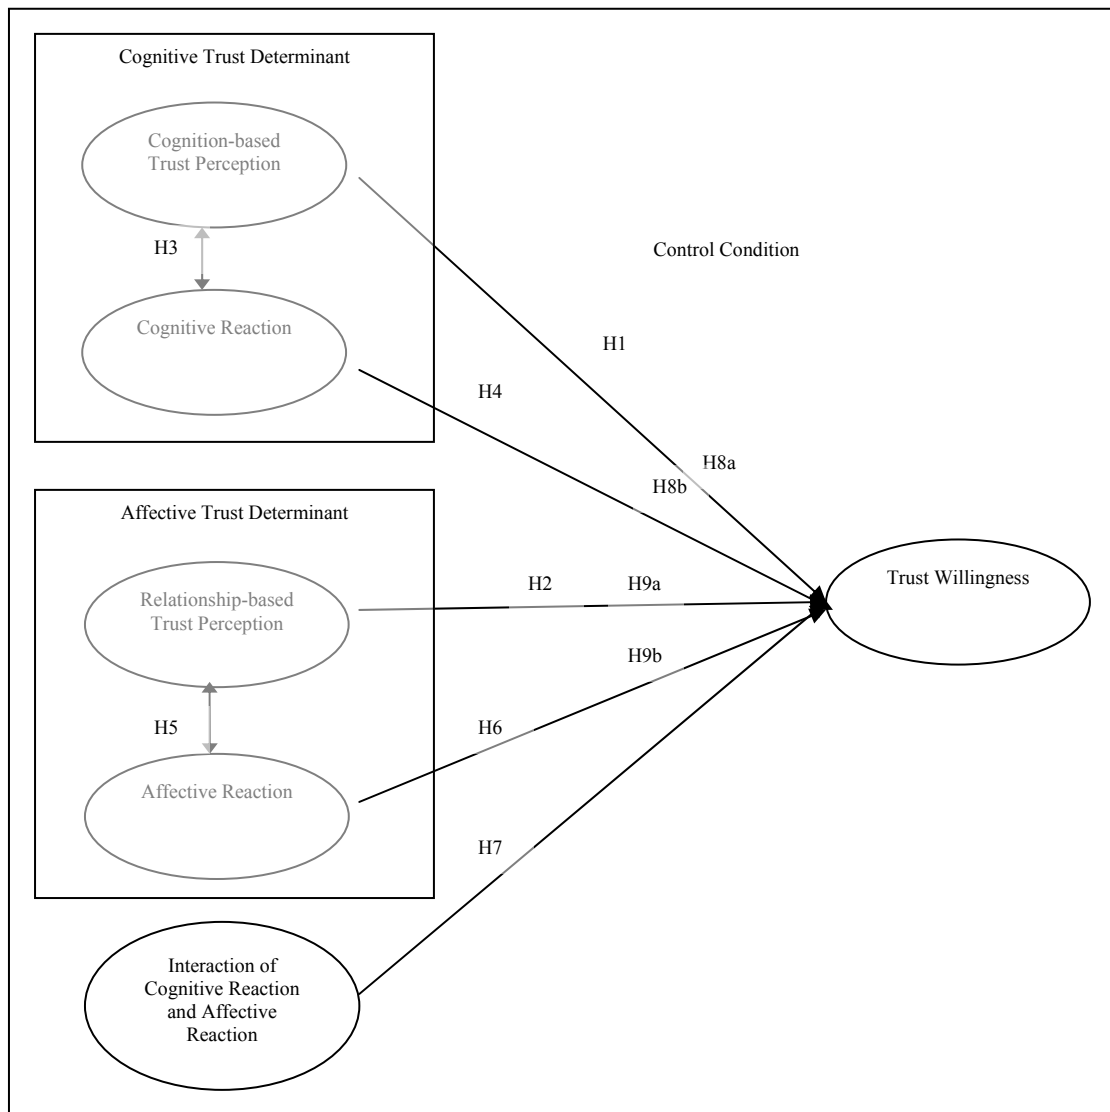 Cognitive Trust Determinant
Cognition-based
Trust Perception
H3
Control Condition
Cognitive Reaction
H1
H4
H8a
H8b
Affective Trust Determinant
Trust Willingness
H2
H9a
Relationship-based
Trust Perception
H9b
H5
H6
Affective Reaction
H7
Interaction of
Cognitive Reaction
and Affective
Reaction